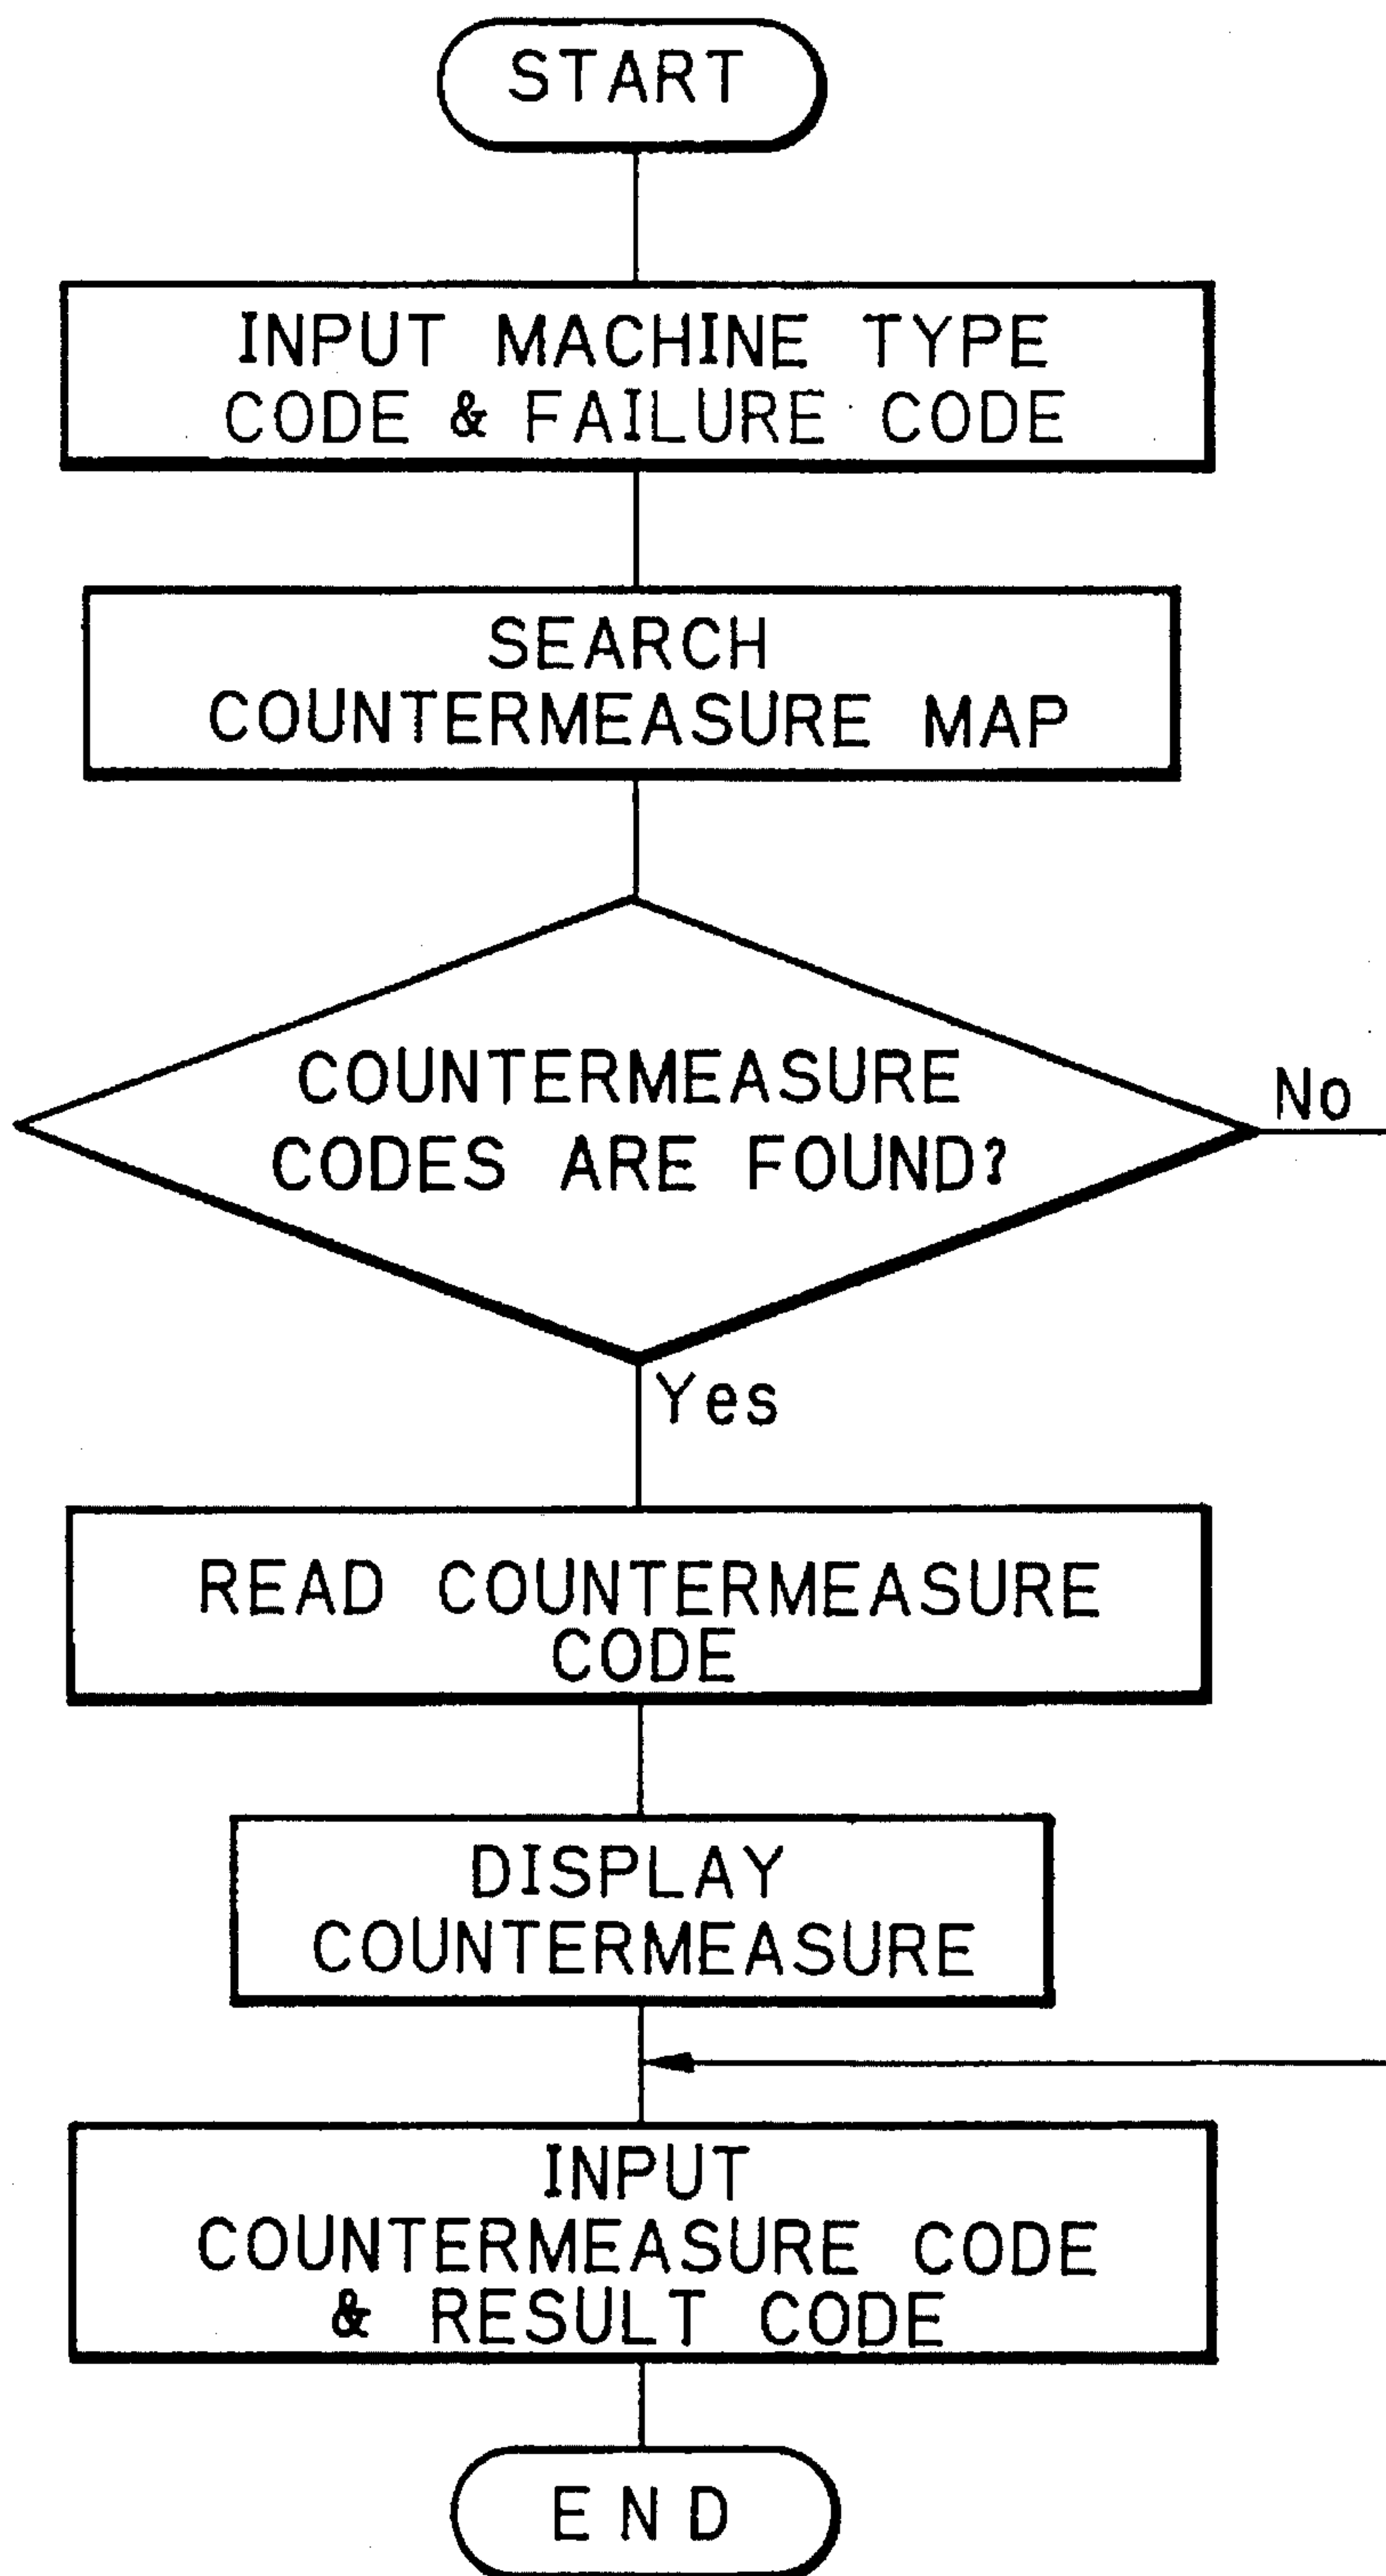 START
INPUT MACHINE TYPE
CODE & FAILURE CODE
SEARCH
COUNTERMEASURE MAP
COUNTERMEASURE
CODES ARE FOUND?
No
Yes
READ COUNTERMEASURE
CODE
DISPLAY
COUNTERMEASURE
INPUT
COUNTERMEASURE CODE
& RESULT CODE
END